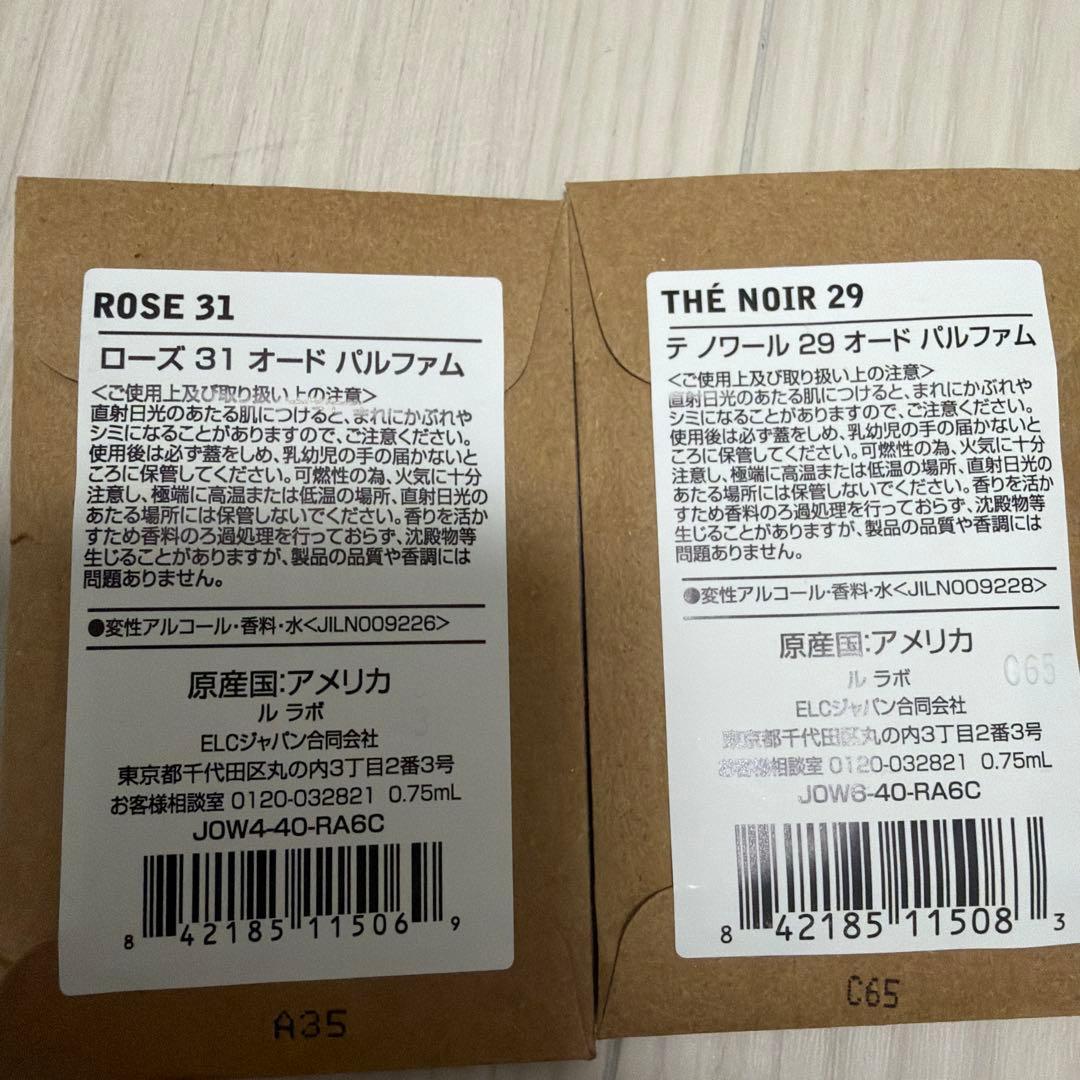 ROSE 31
ローズ 31 オード パルファム
<ご使用上及び取り扱い上の注意>
直射日光のあたる肌につけると、まれにかぶれや
シミになることがありますので、ご注意ください。
使用後は必ず蓋をしめ、乳幼児の手の届かないと
ころに保管してください。可燃性の為、火気に十分
注意し、極端に高温または低温の場所、直射日光の
あたる場所には保管しないでください。香りを活か
すため香料のろ過処理を行っておらず、沈殿物等
生じることがありますが、製品の品質や香調には
問題ありません。
●変性アルコール・香料・水<JILN009226>
原産国:アメリカ
ル ラボ
ELCジャパン合同会社
東京都千代田区丸の内3丁目2番3号
お客様相談室 0120-032821 0.75mL
J0W4-40-RA6C
8 42185 11506 9
A35
THÉ NOIR 29
テ ノワール 29 オード パルファム
<ご使用上及び取り扱い上の注意>
直射日光のあたる肌につけると、まれにかぶれや
シミになることがありますので、ご注意ください。
使用後は必ず蓋をしめ、乳幼児の手の届かないと
ころに保管してください。可燃性の為、火気に十分
注意し、極端に高温または低温の場所、直射日光の
あたる場所には保管しないでください。香りを活か
すため香料のろ過処理を行っておらず、沈殿物等
生じることがありますが、製品の品質や香調には
問題ありません。
●変性アルコール・香料・水<JILN009228>
原産国:アメリカ
C65
ル ラボ
ELCジャパン合同会社
東京都千代田区丸の内3丁目2番3号
お客様相談室 0120-032821 0.75mL
J0W6-40-RA6C
8 42185 11508 3
C65